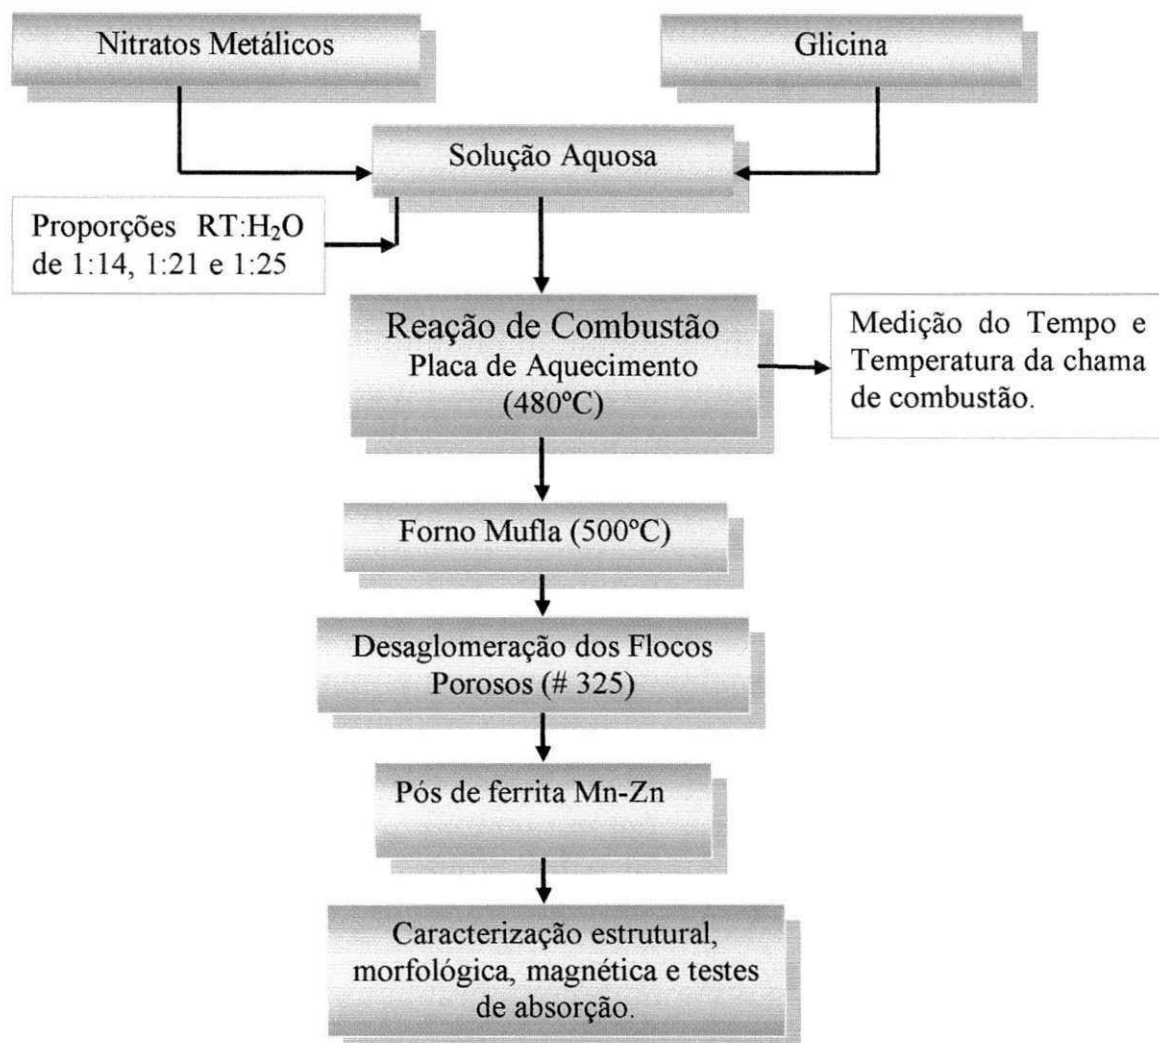 Nitratos Metálicos
Glicina
Solução Aquosa
Proporções RT:H₂O
de 1:14, 1:21 e 1:25
Reação de Combustão
Placa de Aquecimento
(480ºC)
Medição do Tempo e
Temperatura da chama
de combustão.
Forno Mufla (500ºC)
Desaglomeração dos Flocos
Porosos (# 325)
Pós de ferrita Mn-Zn
Caracterização estrutural,
morfológica, magnética e testes
de absorção.